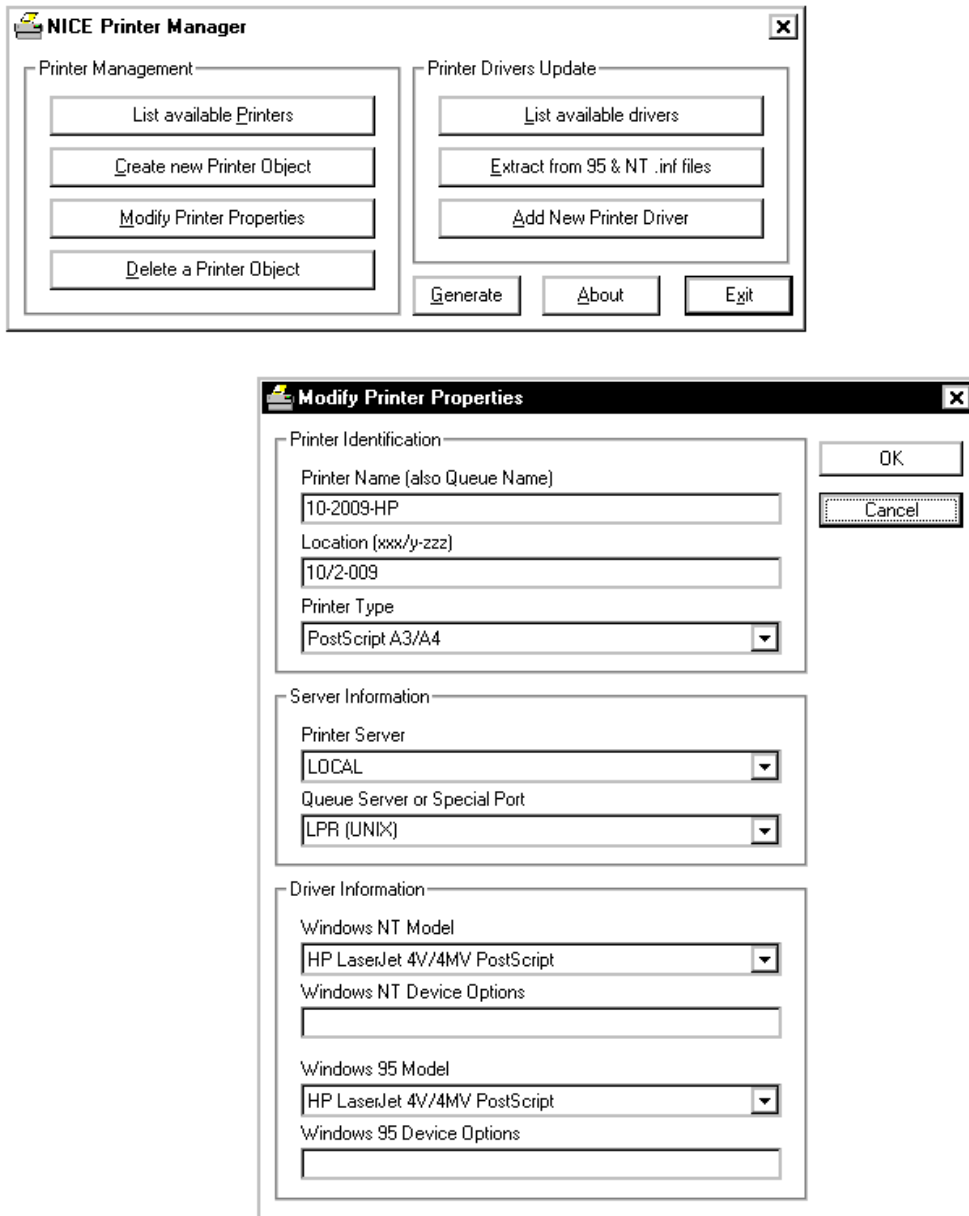 NICE Printer Manager
Printer Management
List available Printers
Create new Printer Object
Modify Printer Properties
Delete a Printer Object
Printer Drivers Update
List available drivers
Extract from 95 & NT .inf files
Add New Printer Driver
Generate
About
Exit
Modify Printer Properties
Printer Identification
Printer Name (also Queue Name)
10-2009-HP
Location (xxx/y-zzz)
10/2-009
Printer Type
PostScript A3/A4
OK
Cancel
Server Information
Printer Server
LOCAL
Queue Server or Special Port
LPR (UNIX)
Driver Information
Windows NT Model
HP LaserJet 4V/4MV PostScript
Windows NT Device Options
Windows 95 Model
HP LaserJet 4V/4MV PostScript
Windows 95 Device Options